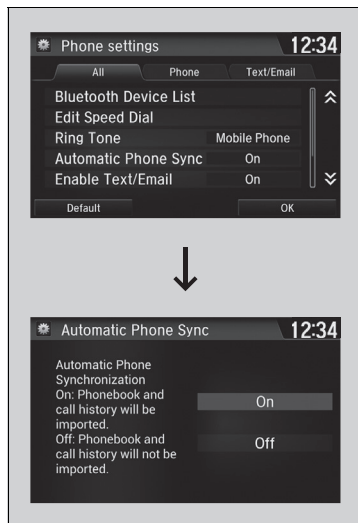 Phone settings 12:34
All Phone Text/Email
Bluetooth Device List
Edit Speed Dial
Ring Tone Mobile Phone
Automatic Phone Sync On
Enable Text/Email On
Default OK
Automatic Phone Sync 12:34
Automatic Phone
Synchronization
On: Phonebook and
call history will be
imported.
Off: Phonebook and
call history will not be
imported.
On
Off